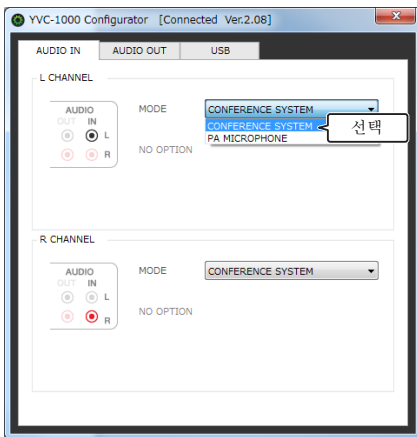 YVC-1000 Configurator [Connected Ver.2.08]
AUDIO IN AUDIO OUT USB
L CHANNEL
AUDIO
OUT IN
L
R
MODE CONFERENCE SYSTEM
CONFERENCE SYSTEM
PA MICROPHONE
선택
NO OPTION
R CHANNEL
AUDIO
OUT IN
L
R
MODE CONFERENCE SYSTEM
NO OPTION